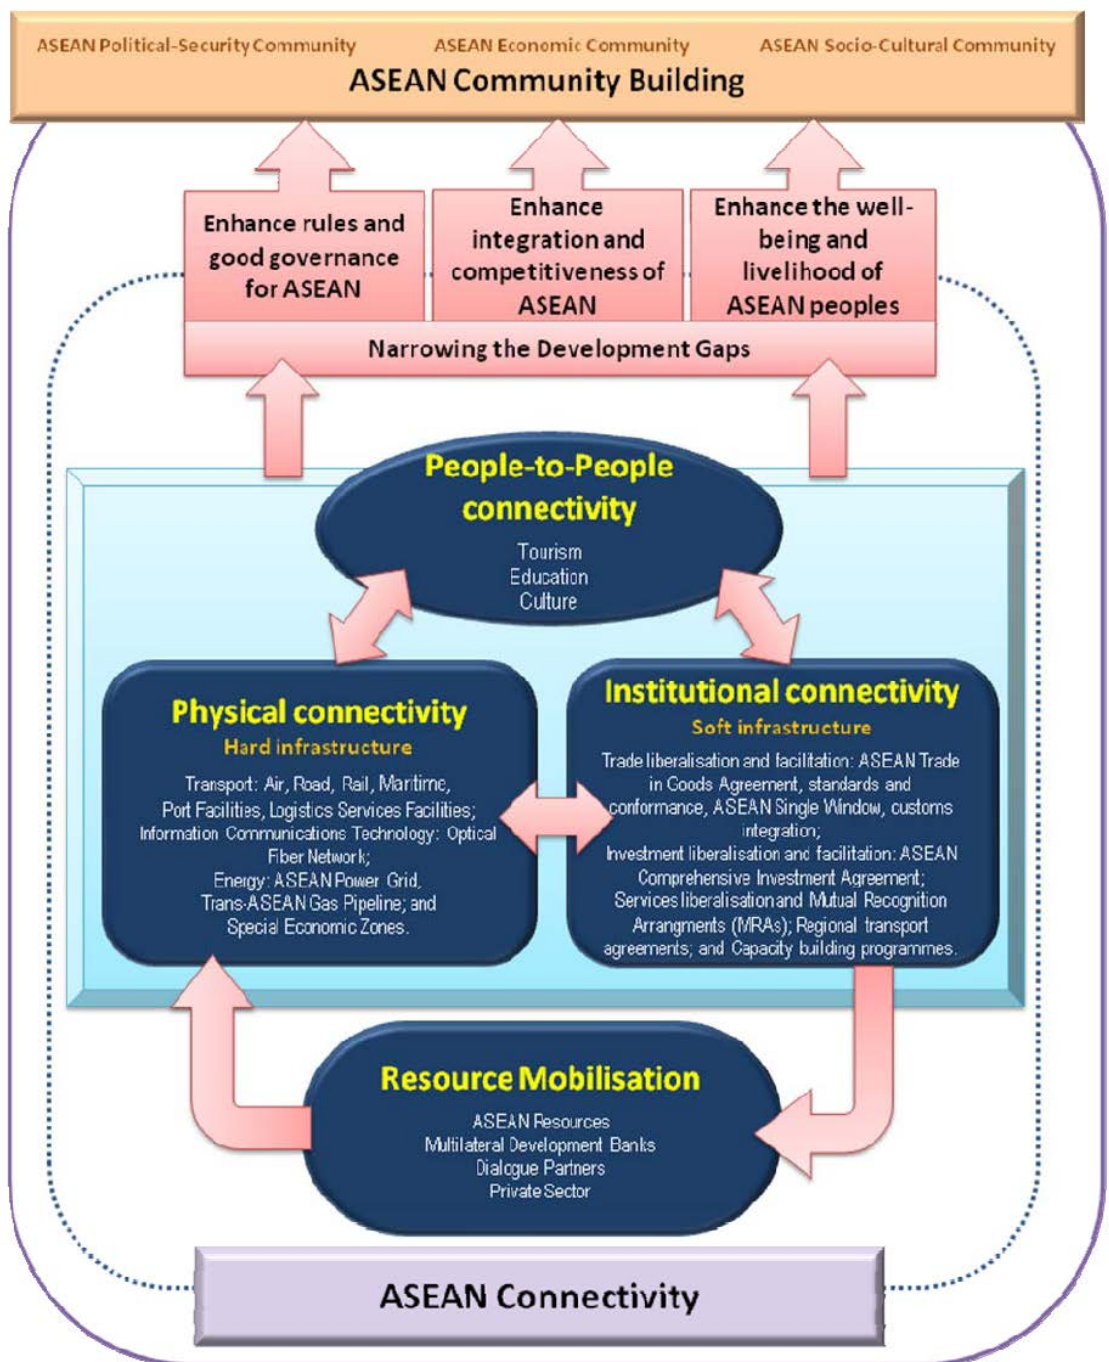 ASEAN Political-Security Community
ASEAN Economic Community
ASEAN Socio-Cultural Community
ASEAN Community Building
Enhance rules and
good governance
for ASEAN
Enhance
integration and
competitiveness of
ASEAN
Enhance the well-
being and
livelihood of
ASEAN peoples
Narrowing the Development Gaps
People-to-People
connectivity
Tourism
Education
Culture
Physical connectivity
Hard infrastructure
Transport: Air, Road, Rail, Maritime,
Port Facilities, Logistics Services Facilities;
Information Communications Technology: Optical
Fiber Network;
Energy: ASEAN Power Grid,
Trans-ASEAN Gas Pipeline; and
Special Economic Zones.
Institutional connectivity
Soft infrastructure
Trade liberalisation and facilitation: ASEAN Trade
in Goods Agreement, standards and
conformance, ASEAN Single Window, customs
integration;
Investment liberalisation and facilitation: ASEAN
Comprehensive Investment Agreement;
Services liberalisation and Mutual Recognition
Arrangments (MRAs); Regional transport
agreements; and Capacity building programmes.
Resource Mobilisation
ASEAN Resources
Multilateral Development Banks
Dialogue Partners
Private Sector
ASEAN Connectivity